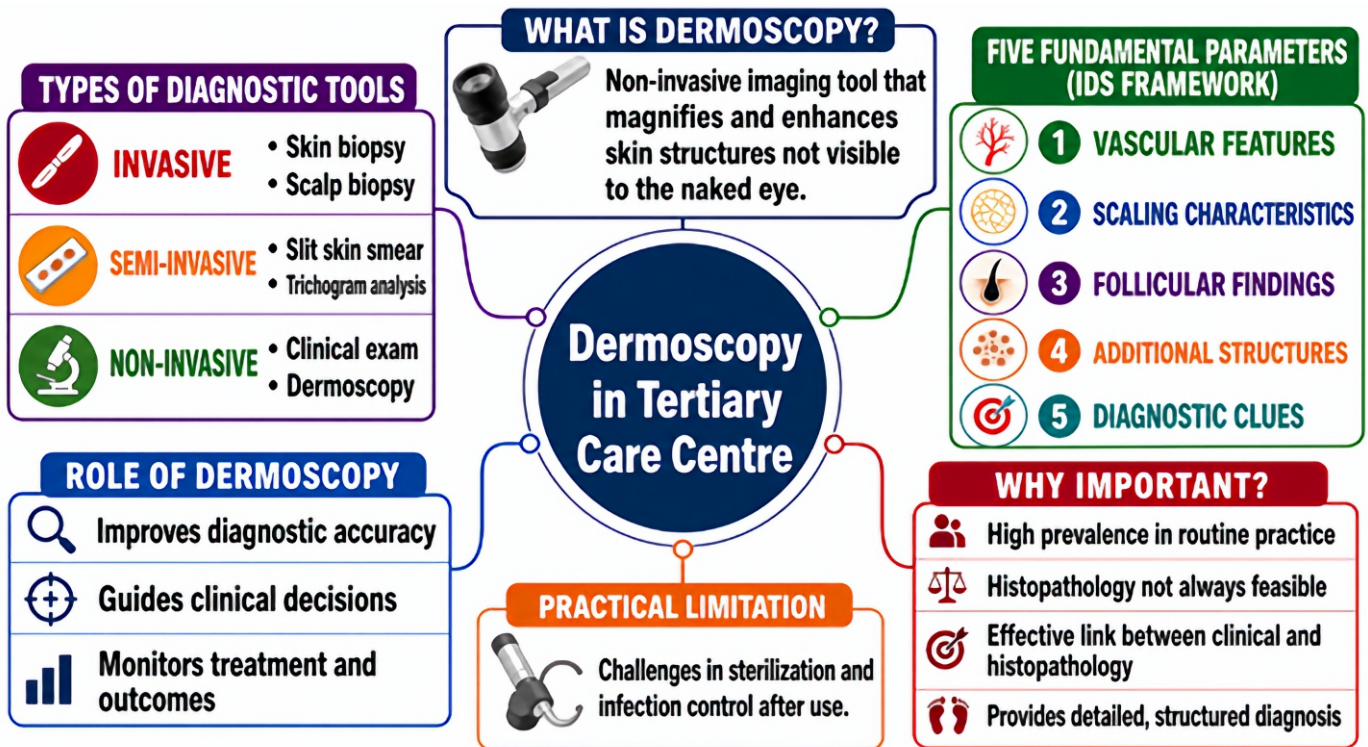 WHAT IS DERMOSCOPY?
Non-invasive imaging tool that
magnifies and enhances
skin structures not visible
to the naked eye.
TYPES OF DIAGNOSTIC TOOLS
INVASIVE
• Skin biopsy
• Scalp biopsy
SEMI-INVASIVE
• Slit skin smear
• Trichogram analysis
NON-INVASIVE
• Clinical exam
• Dermoscopy
FIVE FUNDAMENTAL PARAMETERS
(IDS FRAMEWORK)
1 VASCULAR FEATURES
2 SCALING CHARACTERISTICS
3 FOLLICULAR FINDINGS
4 ADDITIONAL STRUCTURES
5 DIAGNOSTIC CLUES
Dermoscopy
in Tertiary
Care Centre
ROLE OF DERMOSCOPY
Improves diagnostic accuracy
Guides clinical decisions
Monitors treatment and
outcomes
PRACTICAL LIMITATION
Challenges in sterilization and
infection control after use.
WHY IMPORTANT?
High prevalence in routine practice
Histopathology not always feasible
Effective link between clinical and
histopathology
Provides detailed, structured diagnosis